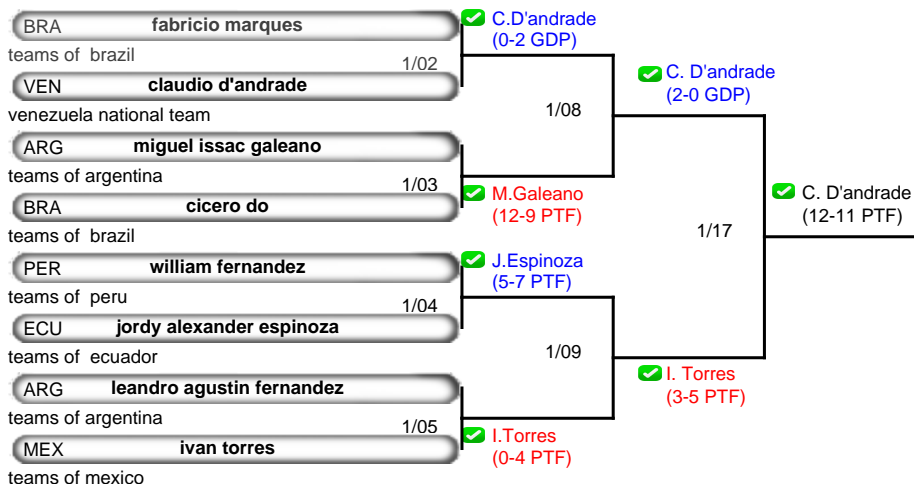 BRA fabricio marques
teams of  brazil
1/02
VEN claudio d'andrade
venezuela national team
C.D'andrade
(0-2 GDP)
ARG miguel issac galeano
teams of argentina
1/03
BRA cicero do
teams of  brazil
M.Galeano
(12-9 PTF)
1/08
C. D'andrade
(2-0 GDP)
PER william fernandez
teams of  peru
1/04
ECU jordy alexander espinoza
teams of  ecuador
J.Espinoza
(5-7 PTF)
ARG leandro agustin fernandez
teams of argentina
1/05
MEX ivan torres
teams of mexico
I.Torres
(0-4 PTF)
1/09
I. Torres
(3-5 PTF)
1/17
C. D'andrade
(12-11 PTF)